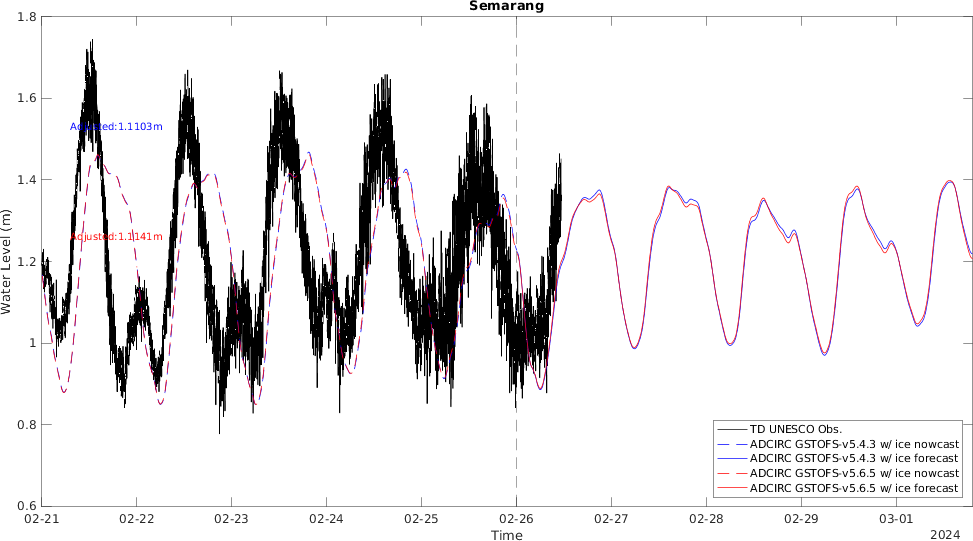 Semarang
Water Level (m)
1.8
1.6
1.4
1.2
1
0.8
0.6
Adjusted:1.1103m
Adjusted:1.1141m
TD UNESCO Obs.
ADCIRC GSTOFS-v5.4.3 w/ ice nowcast
ADCIRC GSTOFS-v5.4.3 w/ ice forecast
ADCIRC GSTOFS-v5.6.5 w/ ice nowcast
ADCIRC GSTOFS-v5.6.5 w/ ice forecast
02-21 02-22 02-23 02-24 02-25 02-26 02-27 02-28 02-29 03-01
Time
2024